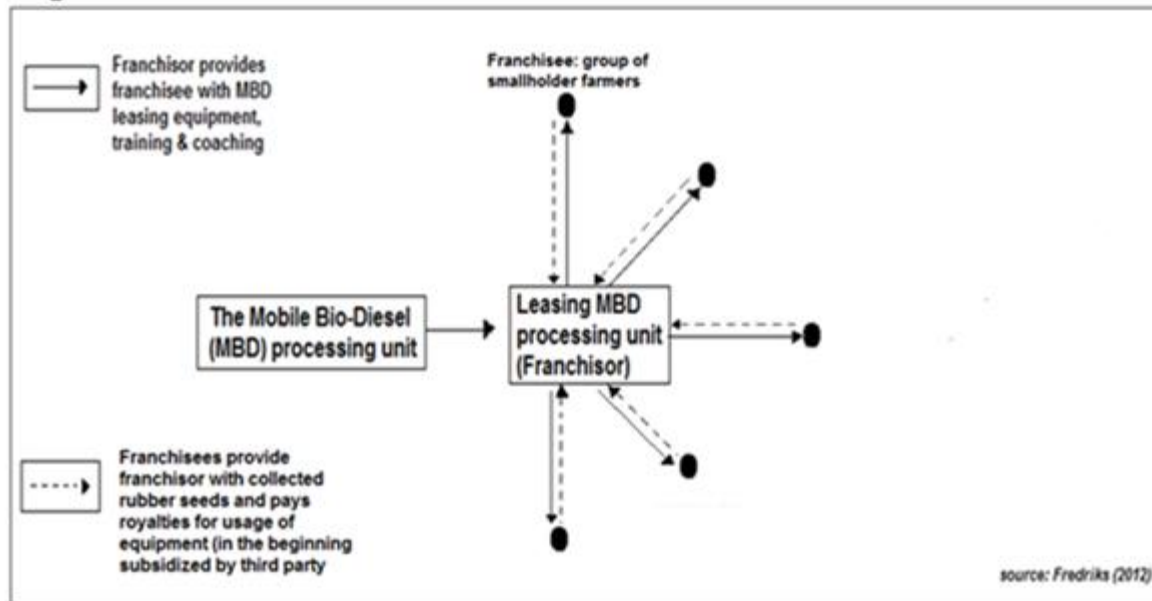 Franchisor provides
franchisee with MBD
leasing equipment,
training & coaching
Franchisee: group of
smallholder farmers
The Mobile Bio-Diesel
(MBD) processing unit
Leasing MBD
processing unit
(Franchisor)
Franchisees provide
franchisor with collected
rubber seeds and pays
royalties for usage of
equipment (in the beginning
subsidized by third party
source: Fredriks (2012)